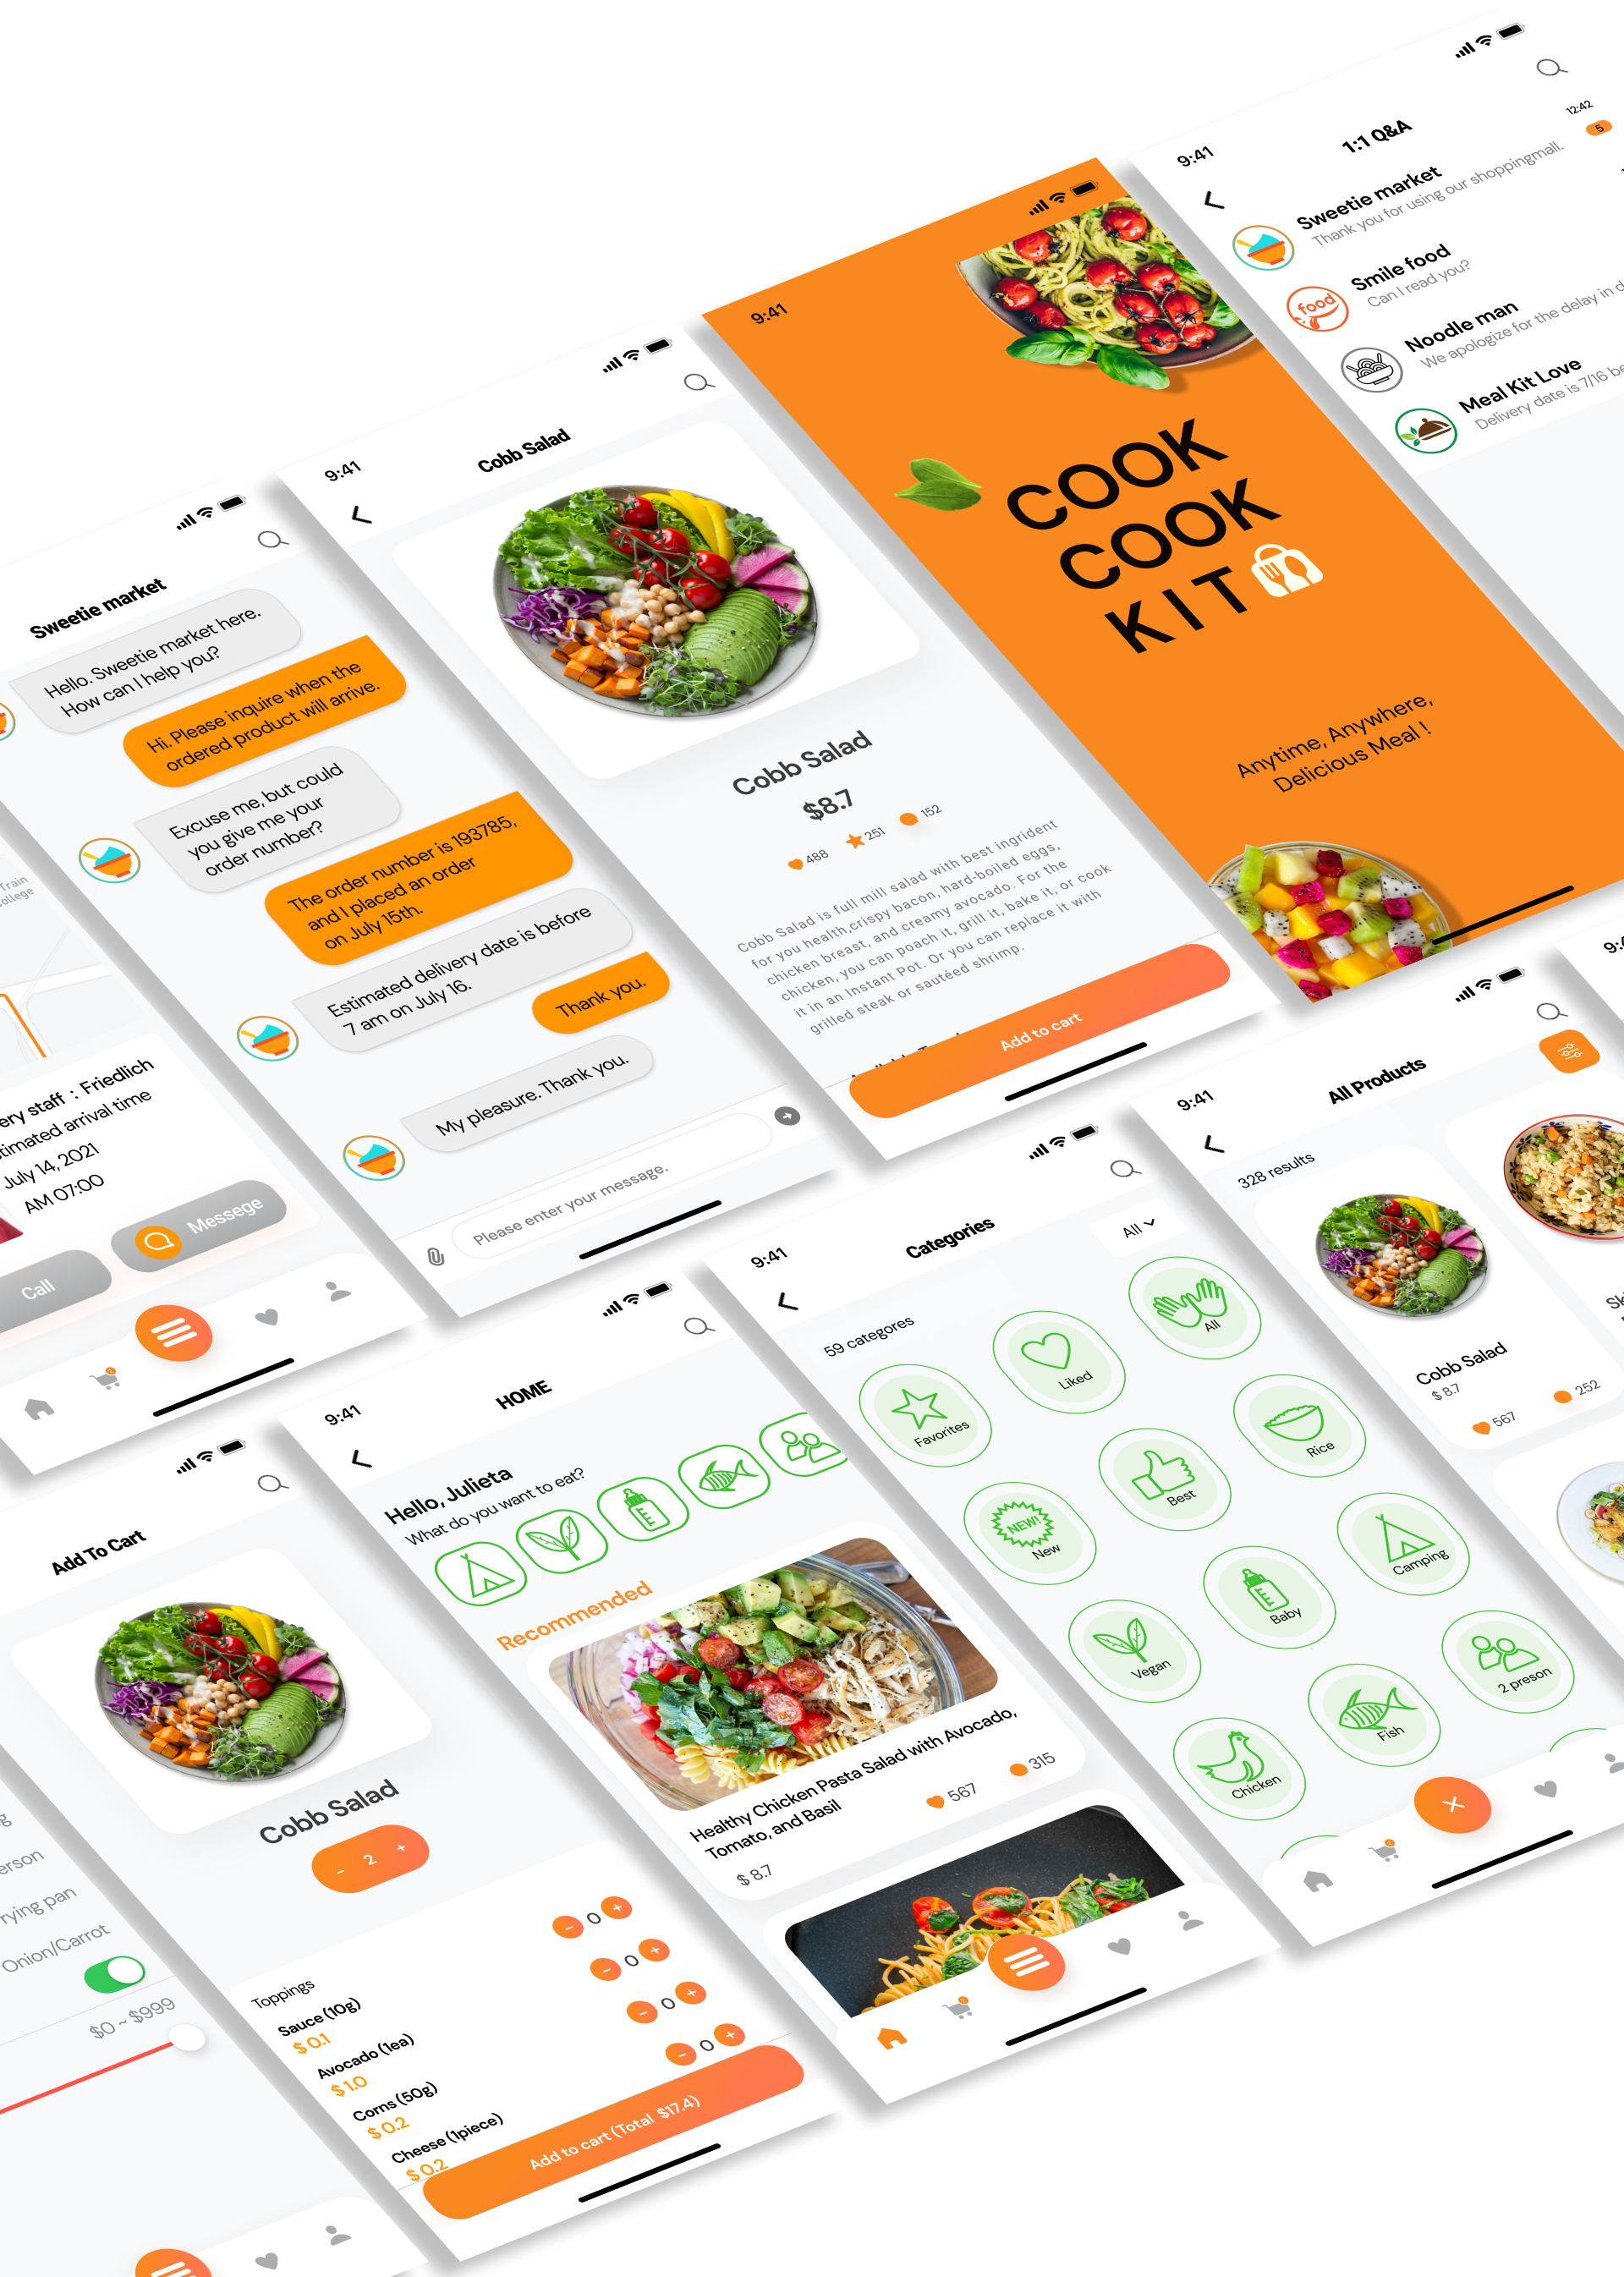 9:41
1:1 Q&A
12:42
5
Sweetie market
Thank you for using our shoppingmall.
Smile food
Can I read you?
food
Noodle man
We apologize for the delay in d
Meal Kit Love
Delivery date is 7/16 be
9:41
COOK
COOK
KIT
Anytime, Anywhere,
Delicious Meal !
9:41
Cobb Salad
Cobb Salad
$8.7
488
251
152
Cobb Salad is full mill salad with best ingrident
for you health,crispy bacon, hard-boiled eggs,
chicken breast, and creamy avocado. For the
chicken, you can poach it, grill it, bake it, or cook
it in an Instant Pot. Or you can replace it with
grilled steak or sautéed shrimp.
Add to cart
Sweetie market
Hello. Sweetie market here.
How can I help you?
Hi. Please inquire when the
ordered product will arrive.
Excuse me, but could
you give me your
order number?
The order number is 193785,
and I placed an order
on July 15th.
Estimated delivery date is before
7 am on July 16.
Thank you.
My pleasure. Thank you.
Please enter your message.
Train
College
ery staff : Friedlich
timated arrival time
July 14, 2021
AM 07:00
Call
Messege
9:41
All Products
328 results
Cobb Salad
$ 8.7
567
252
Sk
9:41
Categories
All
59 categores
Favorites
Liked
All
New
NEW!
Best
Rice
Vegan
Baby
Camping
Chicken
Fish
2 preson
9:41
HOME
Hello, Julieta
What do you want to eat?
Recommended
Healthy Chicken Pasta Salad with Avocado,
Tomato, and Basil
$ 8.7
567
315
Add To Cart
Cobb Salad
- 2 +
Toppings
Sauce (10g)
$ 0.1
- 0 +
Avocado (1ea)
$ 1.0
- 0 +
Corns (50g)
$ 0.2
- 0 +
Cheese (1piece)
$ 0.2
- 0 +
Add to cart (Total $17.4)
g
erson
rying pan
Onion/Carrot
$0 ~ $999